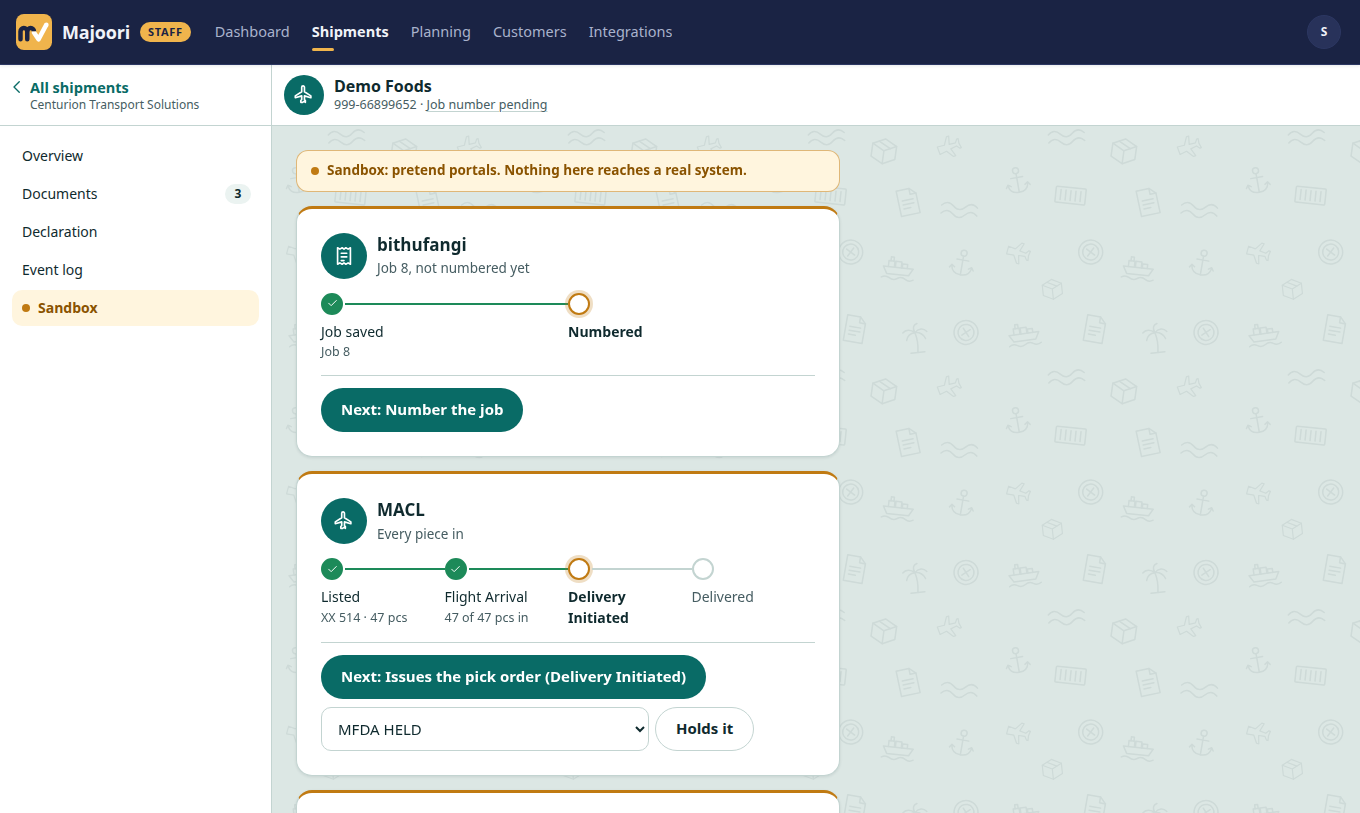 Majoori
STAFF
Dashboard
Shipments
Planning
Customers
Integrations
S
All shipments
Centurion Transport Solutions
Demo Foods
999-66899652 · Job number pending
Overview
Documents
3
Declaration
Event log
Sandbox
Sandbox: pretend portals. Nothing here reaches a real system.
bithufangi
Job 8, not numbered yet
Job saved
Job 8
Numbered
Next: Number the job
MACL
Every piece in
Listed
XX 514 · 47 pcs
Flight Arrival
47 of 47 pcs in
Delivery
Initiated
Delivered
Next: Issues the pick order (Delivery Initiated)
MFDA HELD
Holds it